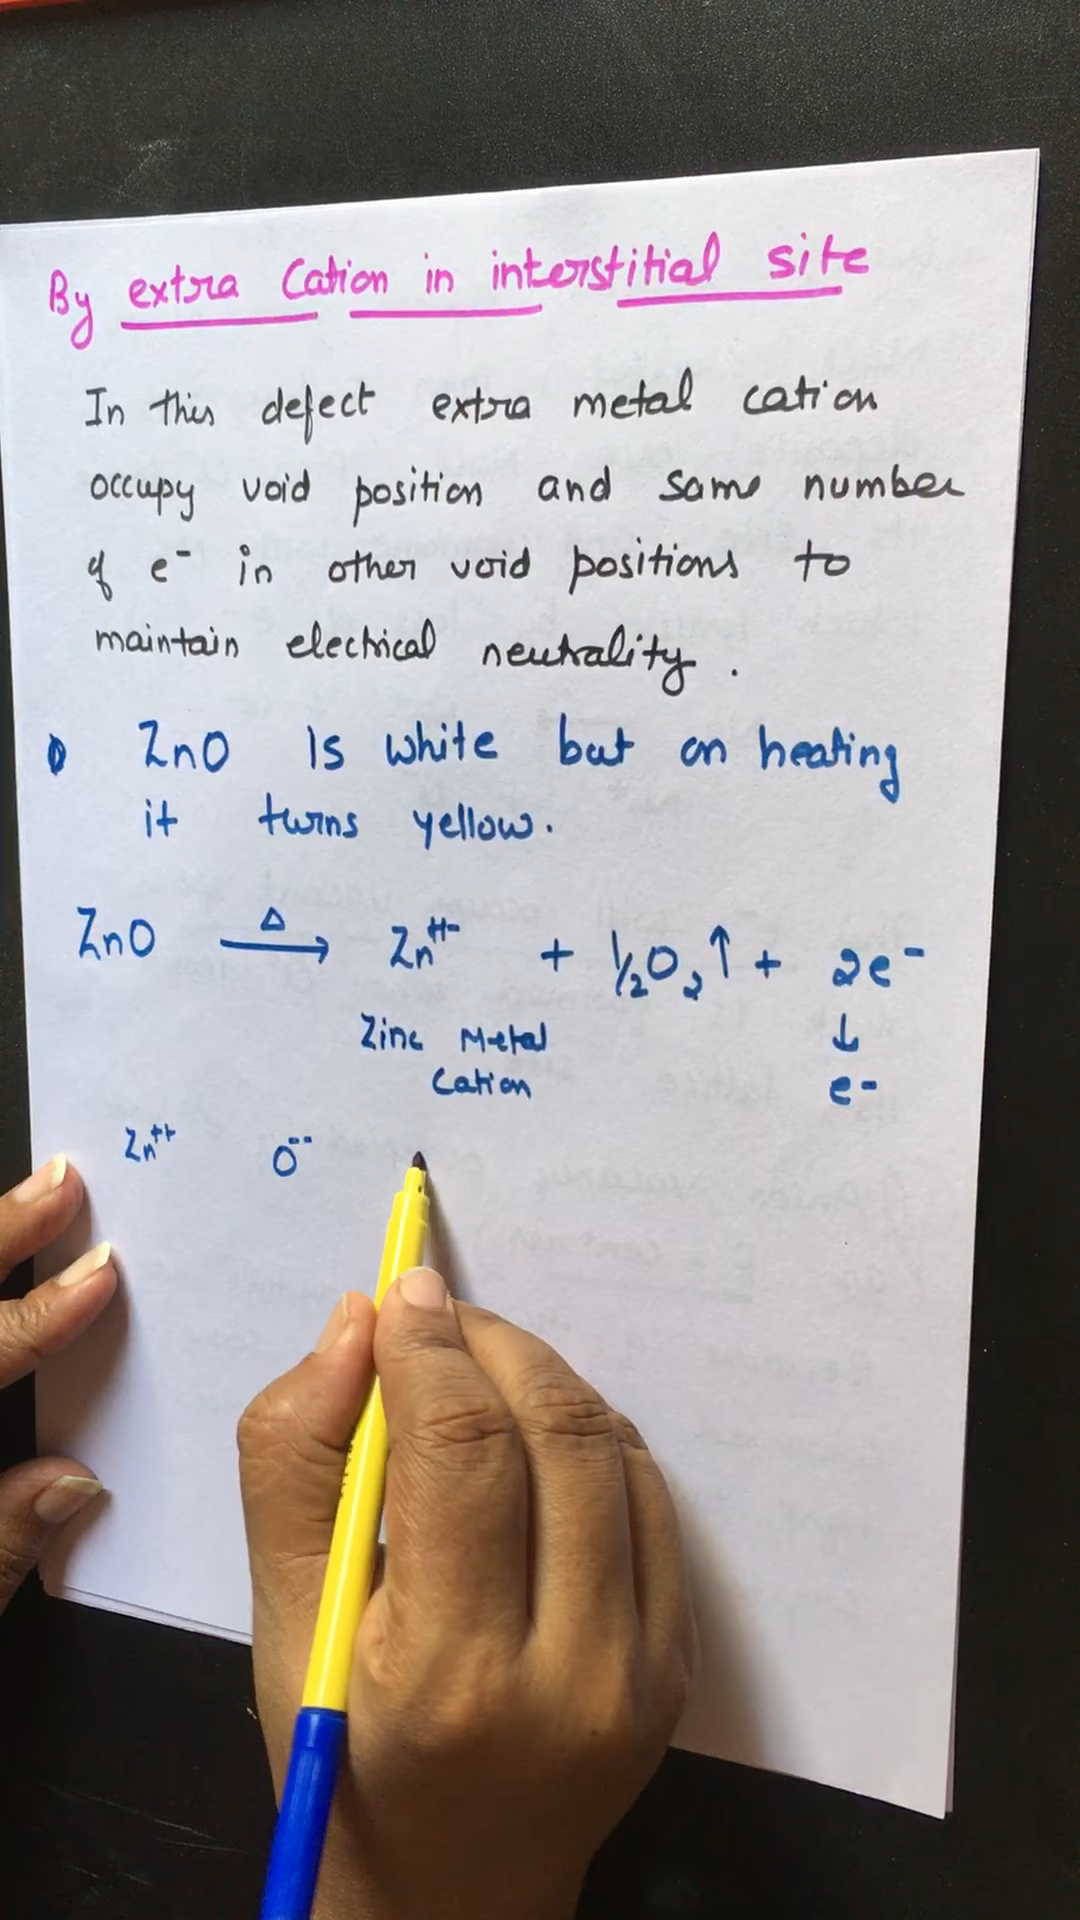 By extra Cation in interstitial site
In this defect extra metal cation
occupy void position and same number
of e⁻ in other void positions to
maintain electrical neutrality.
ZnO is white but on heating
it turns yellow.
ZnO →Δ Zn⁺⁺ + 1/2O₂↑ + 2e⁻
Zinc Metal ↓
Cation e⁻
Zn⁺⁺ O⁻⁻